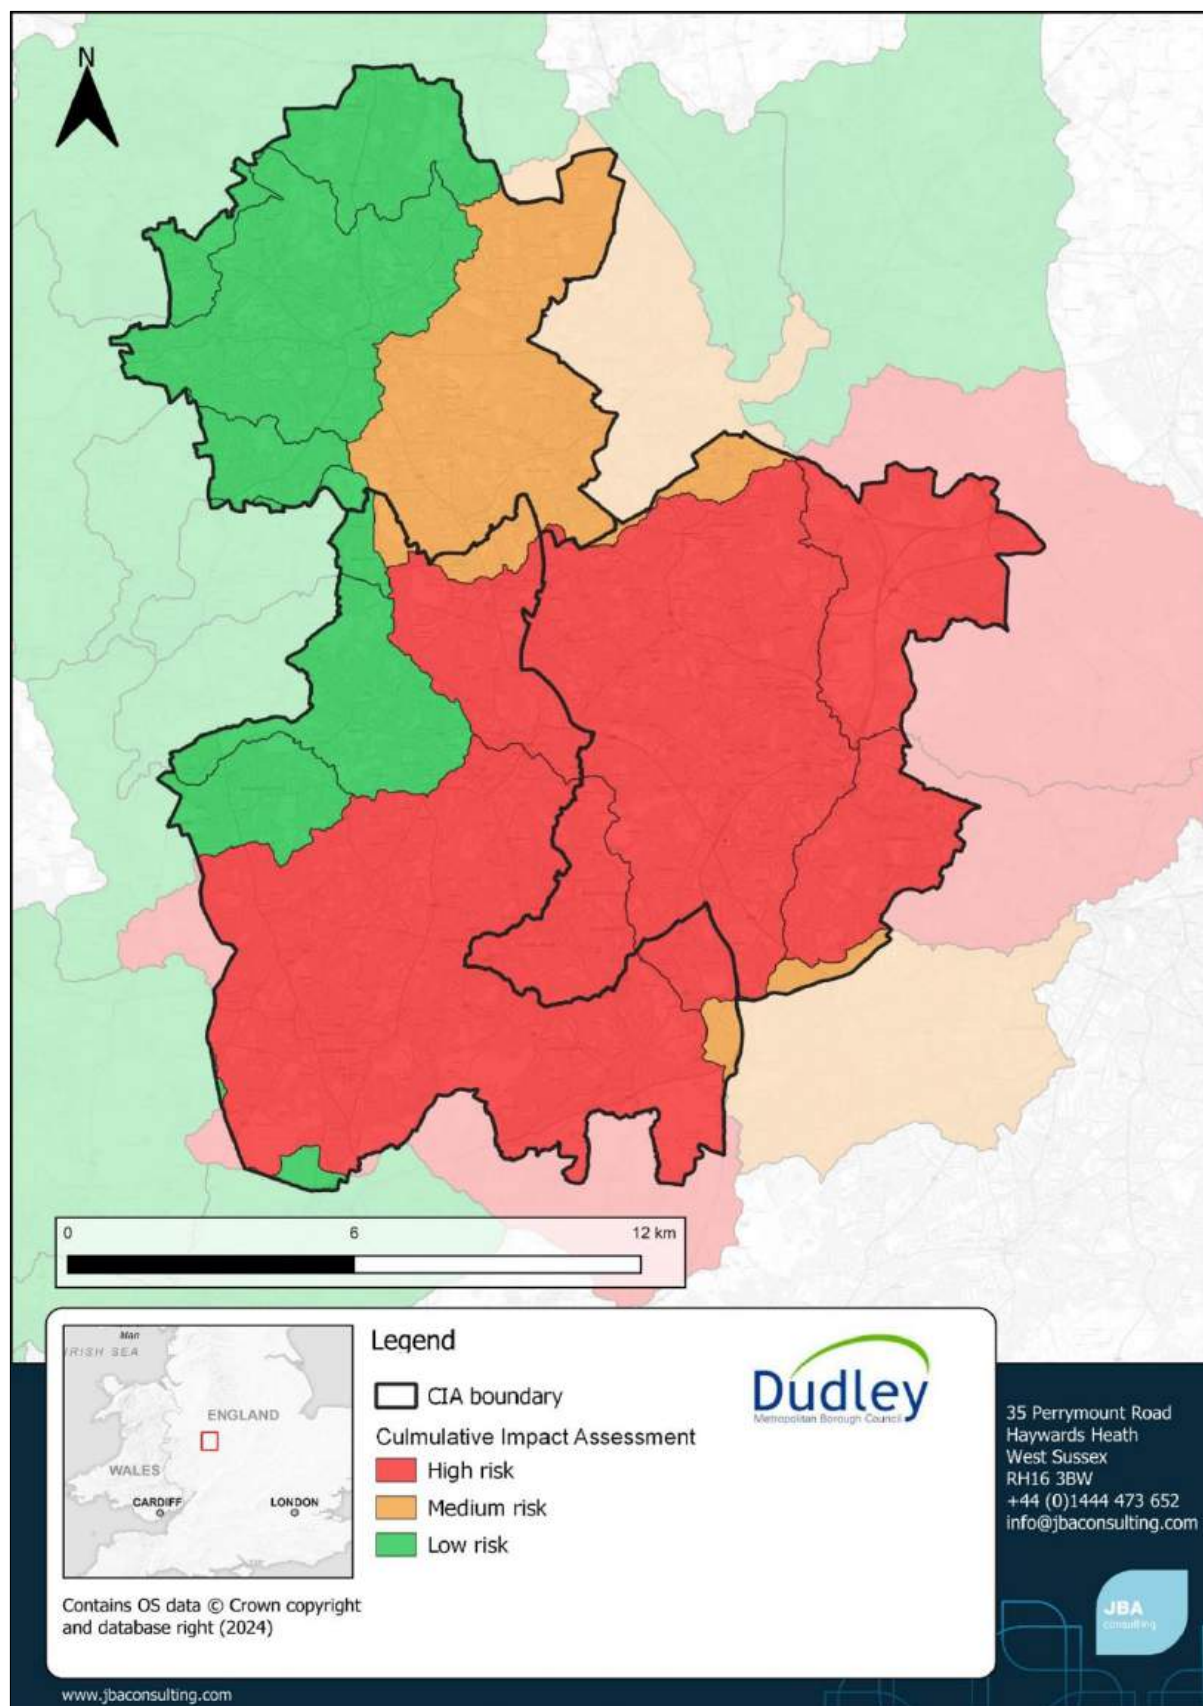 N
0 6 12 km
Man
IRISH SEA
ENGLAND
WALES
CARDIFF
LONDON
Contains OS data © Crown copyright
and database right (2024)
Legend
CIA boundary
Culmulative Impact Assessment
High risk
Medium risk
Low risk
Dudley
Metropolitan Borough Council
35 Perrymount Road
Haywards Heath
West Sussex
RH16 3BW
+44 (0)1444 473 652
info@jbaconsulting.com
JBA
consulting
www.jbaconsulting.com